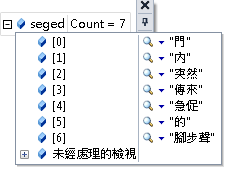 seged Count = 7
[0] "門"
[1] "內"
[2] "突然"
[3] "傳來"
[4] "急促"
[5] "的"
[6] "腳步聲"
未經處理的檢視